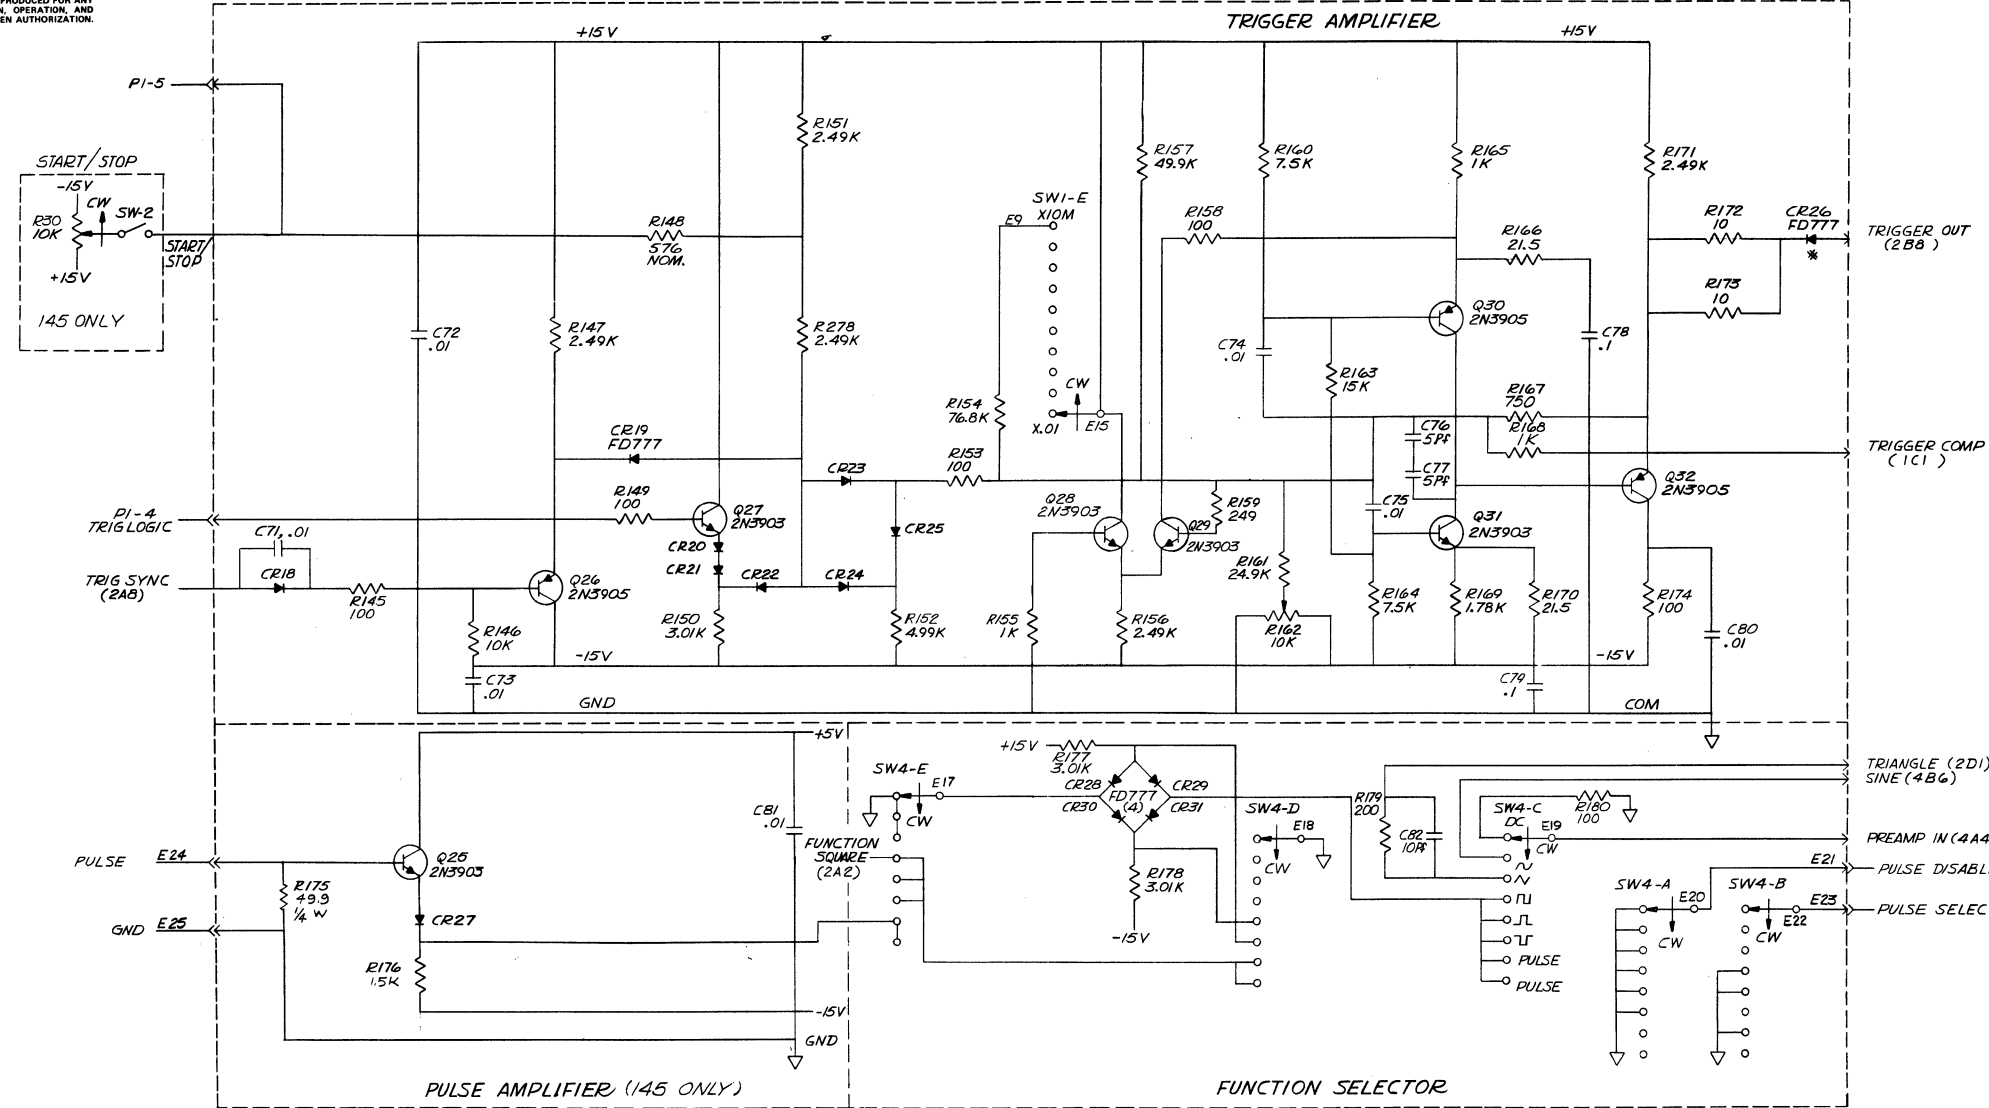 PRODUCED FOR ANY
N, OPERATION, AND
EN AUTHORIZATION.
TRIGGER AMPLIFIER
+15V
+15V
P1-5
R151
2.49K
START/STOP
-15V
CW
SW-2
R30
10K
+15V
145 ONLY
START/
STOP
R148
576
NOM.
R157
49.9K
R160
7.5K
R165
1K
R171
2.49K
SW1-E
X10M
E9
R158
100
R166
21.5
R172
10
CR26
FD777
*
TRIGGER OUT
(2B8)
R173
10
C72
.01
R147
2.49K
R278
2.49K
Q30
2N3905
C74
.01
C78
.1
R163
15K
R154
76.8K
CW
X.01
E15
R167
750
R168
1K
C76
5Pf
C77
5Pf
TRIGGER COMP
(1C1)
CR19
FD777
CR23
R153
100
R149
100
P1-4
TRIG LOGIC
Q27
2N3903
CR20
CR21
CR22
CR24
CR25
Q28
2N3903
Q29
2N3903
R159
249
C75
.01
Q31
2N3903
Q32
2N3905
C71, .01
CR18
TRIG SYNC
(2A8)
R145
100
Q26
2N3905
R146
10K
R150
3.01K
R152
4.99K
R155
1K
R156
2.49K
R161
24.9K
R162
10K
R164
7.5K
R169
1.78K
R170
21.5
R174
100
C80
.01
-15V
-15V
C73
.01
C79
.1
GND
COM
+5V
C81
.01
PULSE
E24
Q25
2N3903
R175
49.9
1/4 W
GND
E25
CR27
R176
1.5K
-15V
GND
PULSE AMPLIFIER (145 ONLY)
SW4-E
E17
CW
FUNCTION
SQUARE
(2A2)
+15V
R177
3.01K
CR28
CR29
FD777
(4)
CR30
CR31
R178
3.01K
-15V
SW4-D
E18
CW
R179
200
C82
10Pf
SW4-C
DC
E19
CW
R180
100
PULSE
PULSE
TRIANGLE (2D1)
SINE (4B6)
PREAMP IN (4A4
E21
PULSE DISABL
SW4-A
E20
CW
SW4-B
E22
CW
E23
PULSE SELEC
FUNCTION SELECTOR